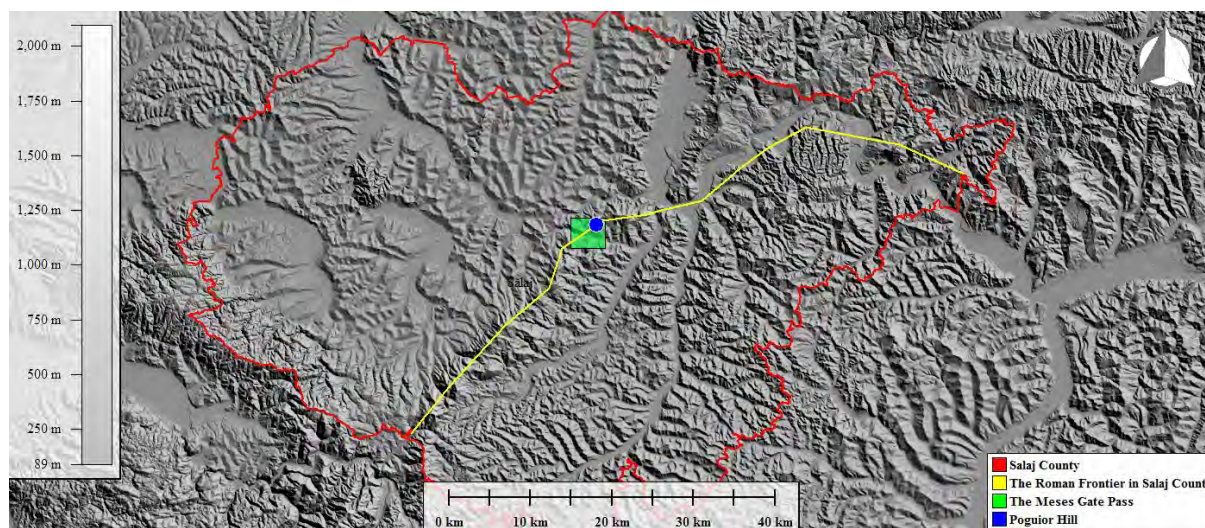 2,000 m
1,750 m
1,500 m
1,250 m
1,000 m
750 m
500 m
250 m
89 m
Salaj
0 km 10 km 20 km 30 km 40 km
Salaj County
The Roman Frontier in Salaj Count
The Meses Gate Pass
Poguior Hill